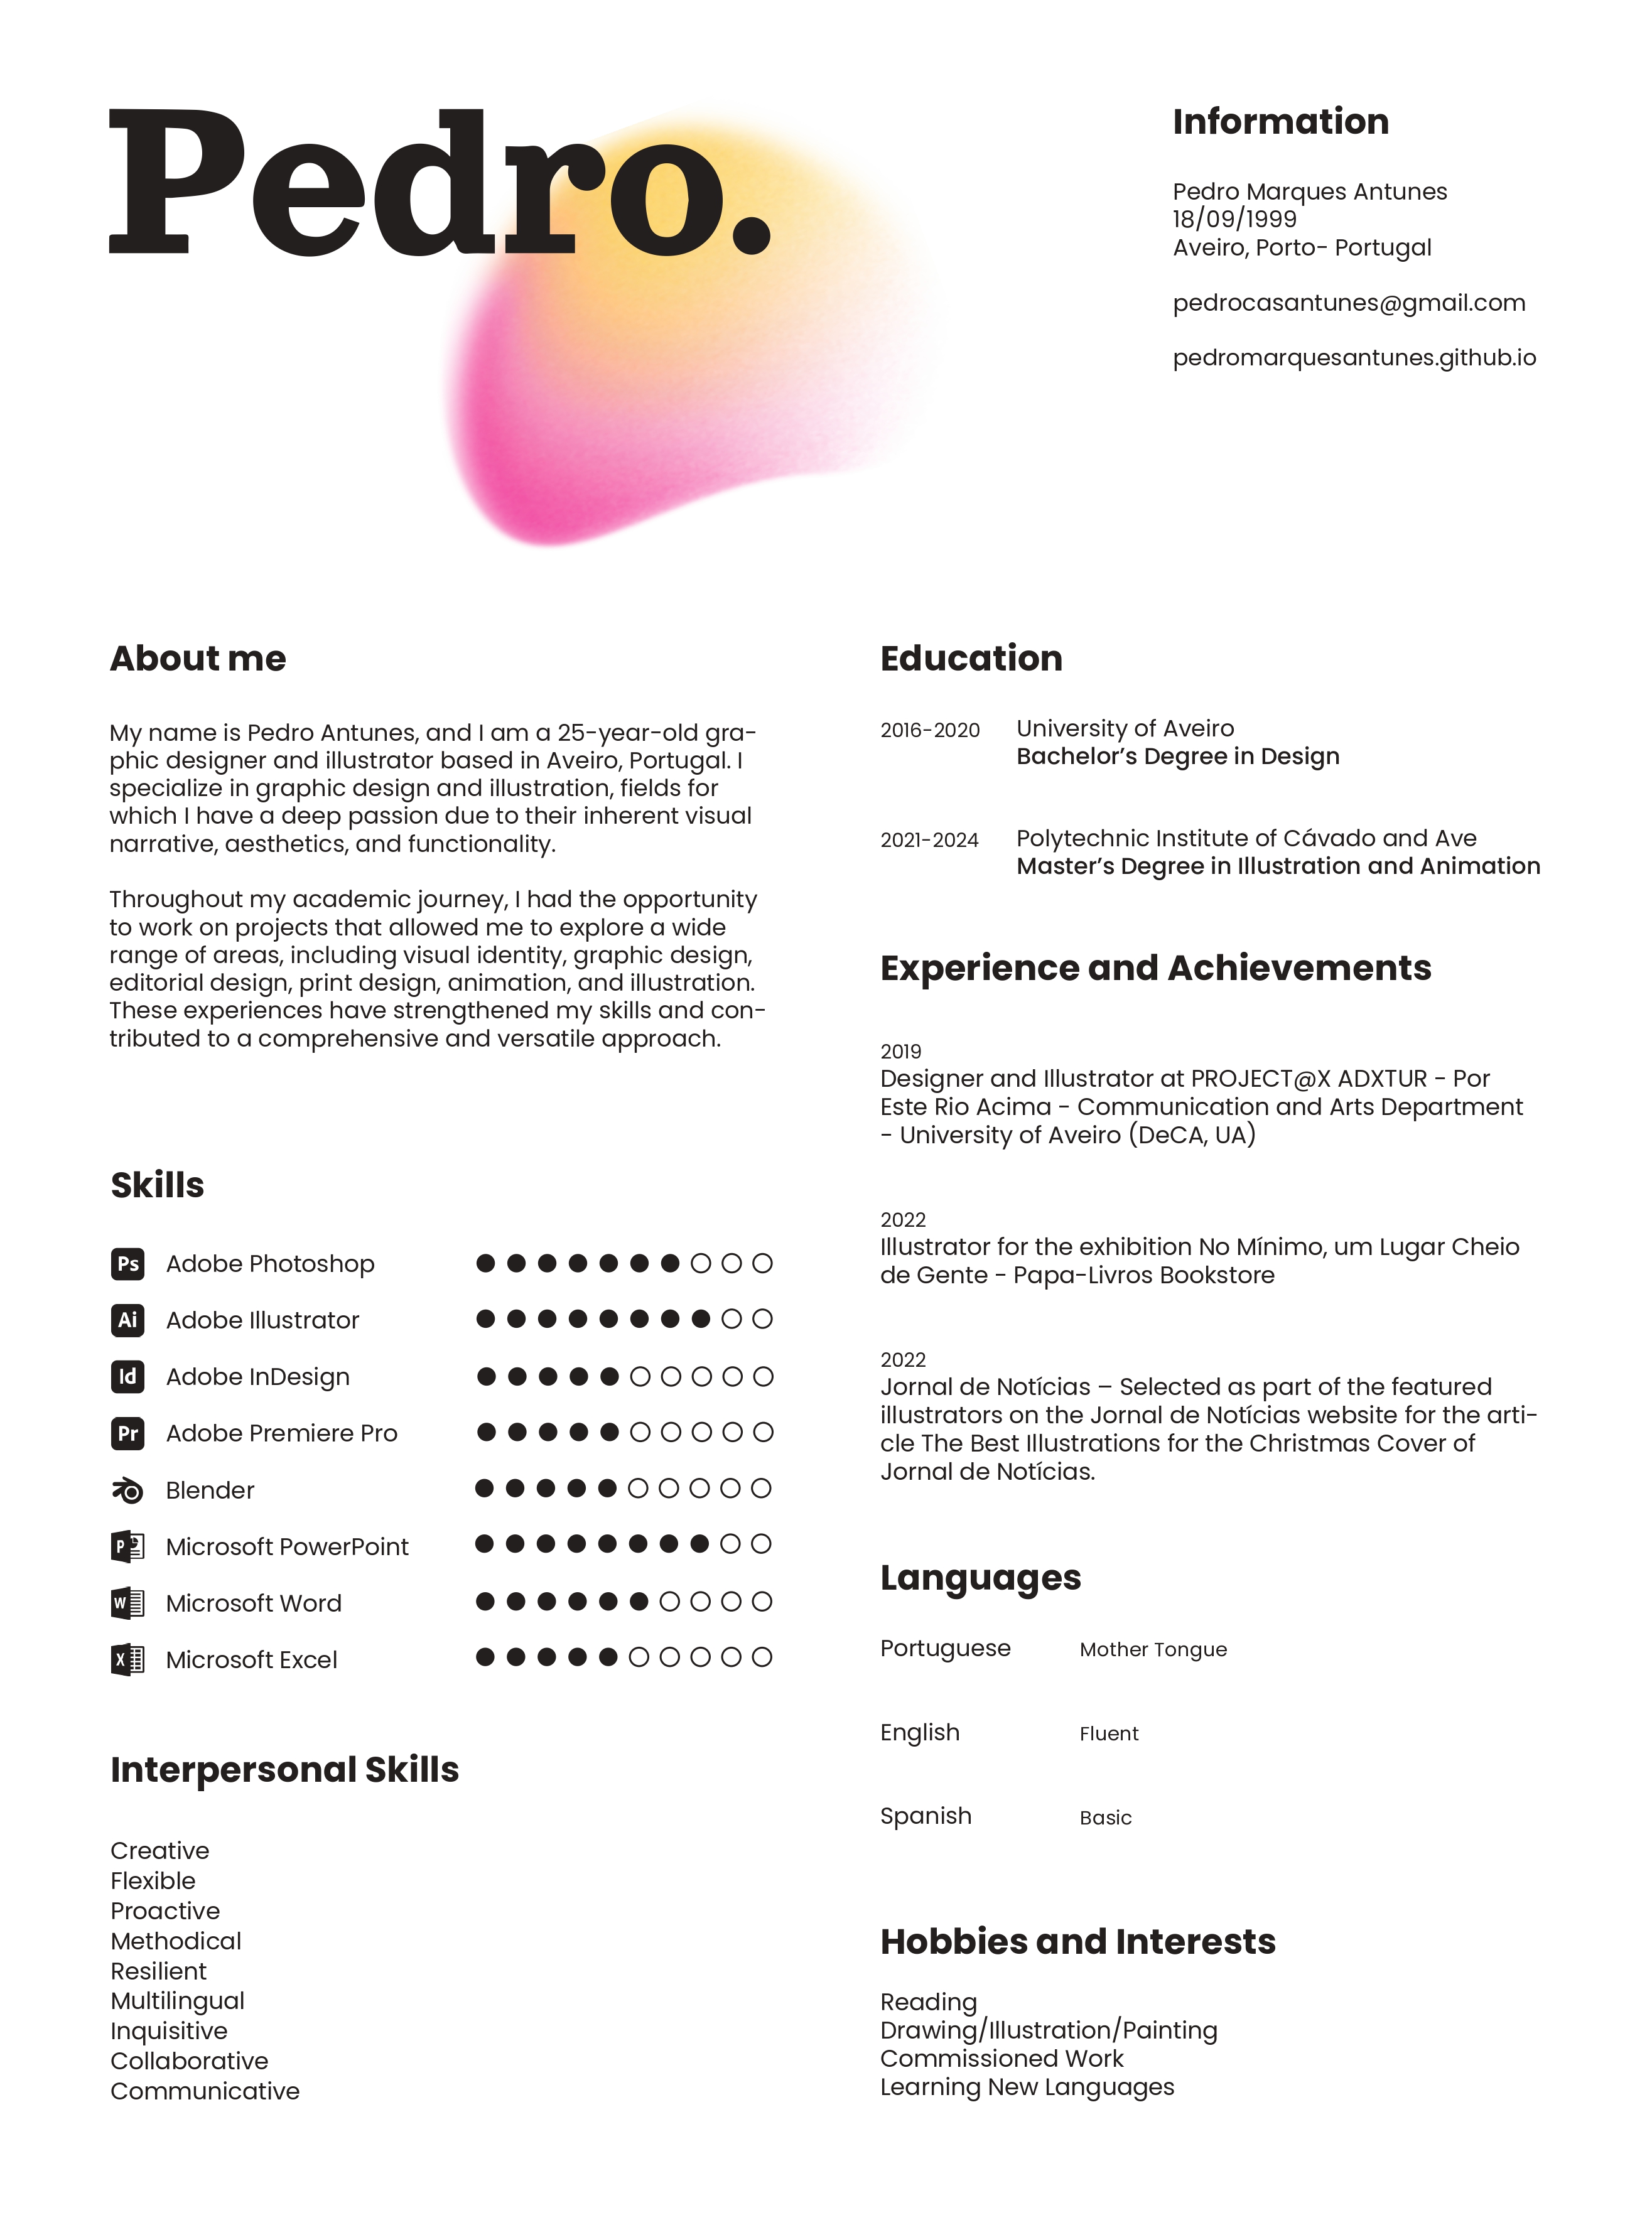 Pedro.
Information
Pedro Marques Antunes
18/09/1999
Aveiro, Porto- Portugal
pedrocasantunes@gmail.com
pedromarquesantunes.github.io
About me
My name is Pedro Antunes, and I am a 25-year-old gra-
phic designer and illustrator based in Aveiro, Portugal. I
specialize in graphic design and illustration, fields for
which I have a deep passion due to their inherent visual
narrative, aesthetics, and functionality.
Throughout my academic journey, I had the opportunity
to work on projects that allowed me to explore a wide
range of areas, including visual identity, graphic design,
editorial design, print design, animation, and illustration.
These experiences have strengthened my skills and con-
tributed to a comprehensive and versatile approach.
Skills
Ps Adobe Photoshop
Ai Adobe Illustrator
Id Adobe InDesign
Pr Adobe Premiere Pro
Blender
P Microsoft PowerPoint
W Microsoft Word
X Microsoft Excel
Interpersonal Skills
Creative
Flexible
Proactive
Methodical
Resilient
Multilingual
Inquisitive
Collaborative
Communicative
Education
2016-2020 University of Aveiro
Bachelor’s Degree in Design
2021-2024 Polytechnic Institute of Cávado and Ave
Master’s Degree in Illustration and Animation
Experience and Achievements
2019
Designer and Illustrator at PROJECT@X ADXTUR - Por
Este Rio Acima - Communication and Arts Department
- University of Aveiro (DeCA, UA)
2022
Illustrator for the exhibition No Mínimo, um Lugar Cheio
de Gente - Papa-Livros Bookstore
2022
Jornal de Notícias – Selected as part of the featured
illustrators on the Jornal de Notícias website for the arti-
cle The Best Illustrations for the Christmas Cover of
Jornal de Notícias.
Languages
Portuguese Mother Tongue
English Fluent
Spanish Basic
Hobbies and Interests
Reading
Drawing/Illustration/Painting
Commissioned Work
Learning New Languages